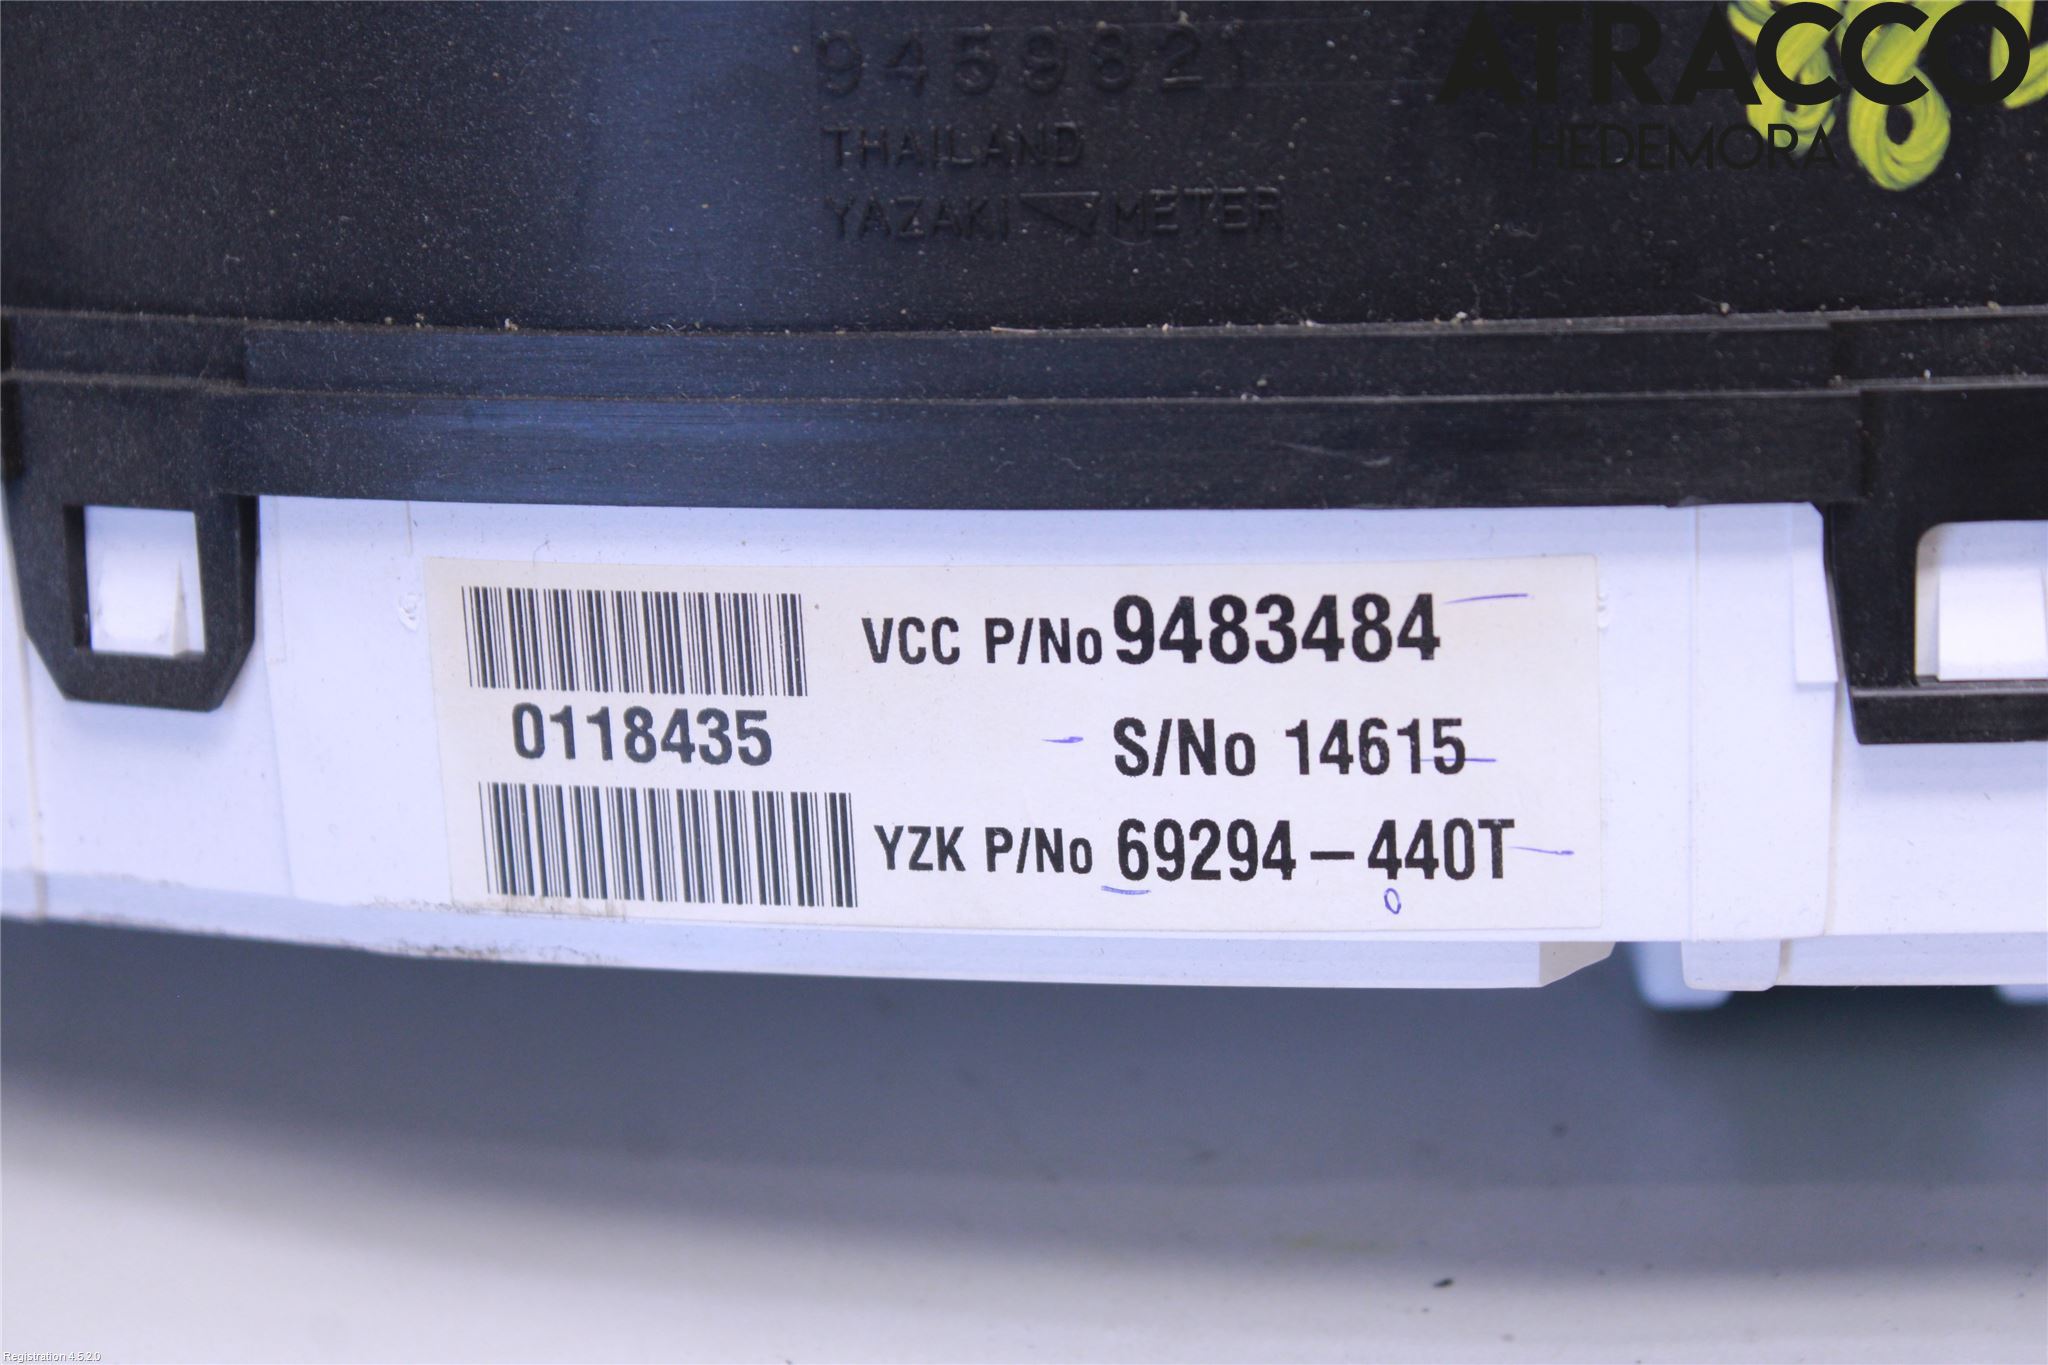 9459821
THAILAND
YAZAKI METER
ATRACCO
HEDEMORA
VCC P/No 9483484
0118435
S/No 14615
YZK P/No 69294-440T
Registration 4.5.2.0